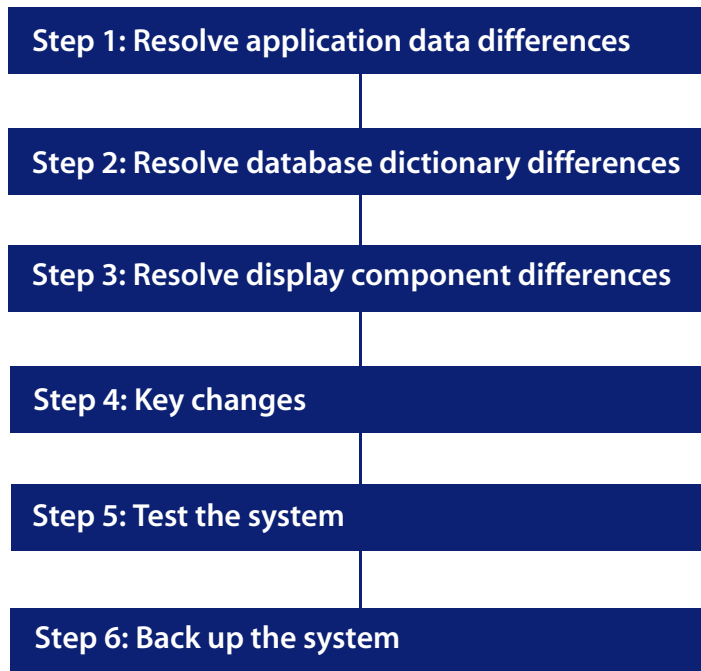 Step 1: Resolve application data differences
Step 2: Resolve database dictionary differences
Step 3: Resolve display component differences
Step 4: Key changes
Step 5: Test the system
Step 6: Back up the system